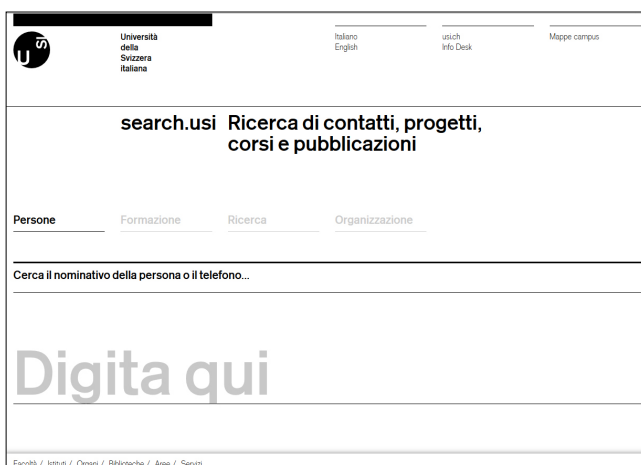 USI
Università
della
Svizzera
italiana
Italiano
English
usi.ch
Info Desk
Mappe campus
search.usi Ricerca di contatti, progetti,
corsi e pubblicazioni
Persone Formazione Ricerca Organizzazione
Cerca il nominativo della persona o il telefono...
Digita qui
Facoltà / Istituti / Organi / Biblioteche / Aree / Servizi